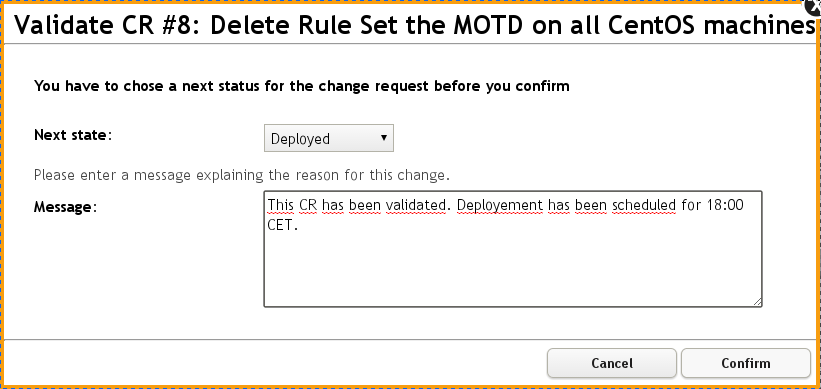 Validate CR #8: Delete Rule Set the MOTD on all CentOS machines
X
You have to chose a next status for the change request before you confirm
Next state:
Deployed
Please enter a message explaining the reason for this change.
Message:
This CR has been validated. Deployement has been scheduled for 18:00
CET.
Cancel
Confirm